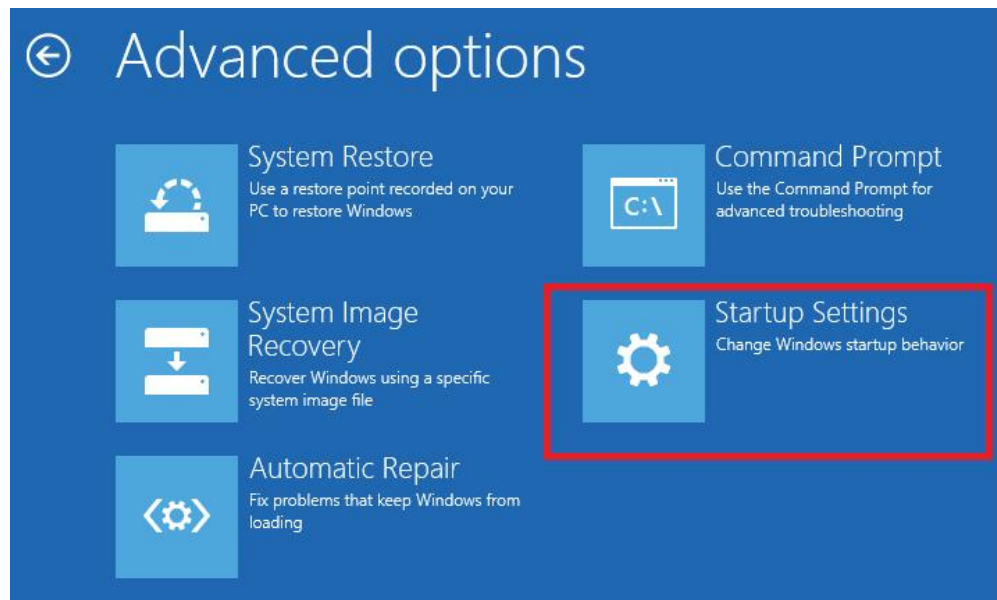 Advanced options
System Restore
Use a restore point recorded on your
PC to restore Windows
System Image
Recovery
Recover Windows using a specific
system image file
Automatic Repair
Fix problems that keep Windows from
loading
C:\
Command Prompt
Use the Command Prompt for
advanced troubleshooting
Startup Settings
Change Windows startup behavior